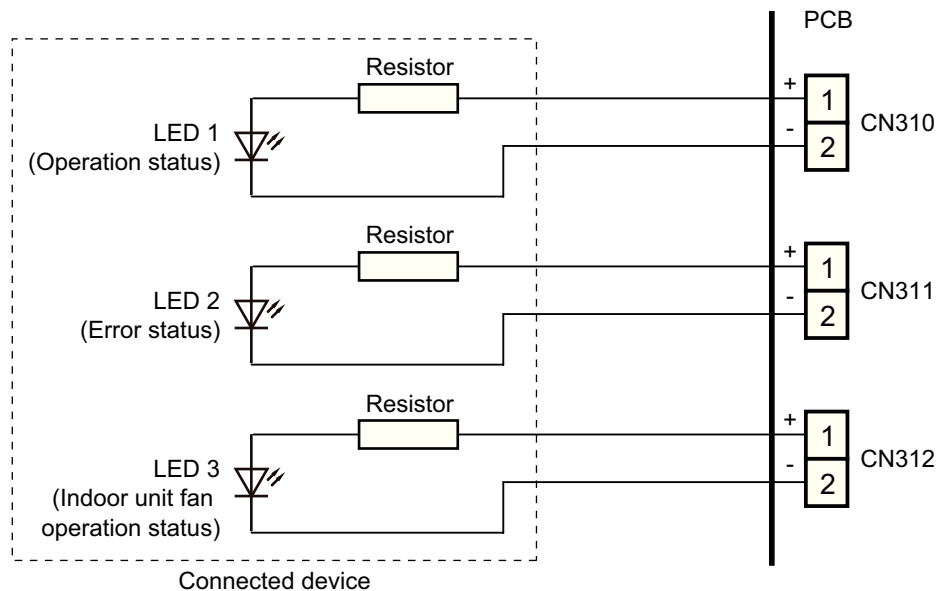 PCB
Resistor
+
1
CN310
-
2
LED 1
(Operation status)
Resistor
+
1
CN311
-
2
LED 2
(Error status)
Resistor
+
1
CN312
-
2
LED 3
(Indoor unit fan
operation status)
Connected device